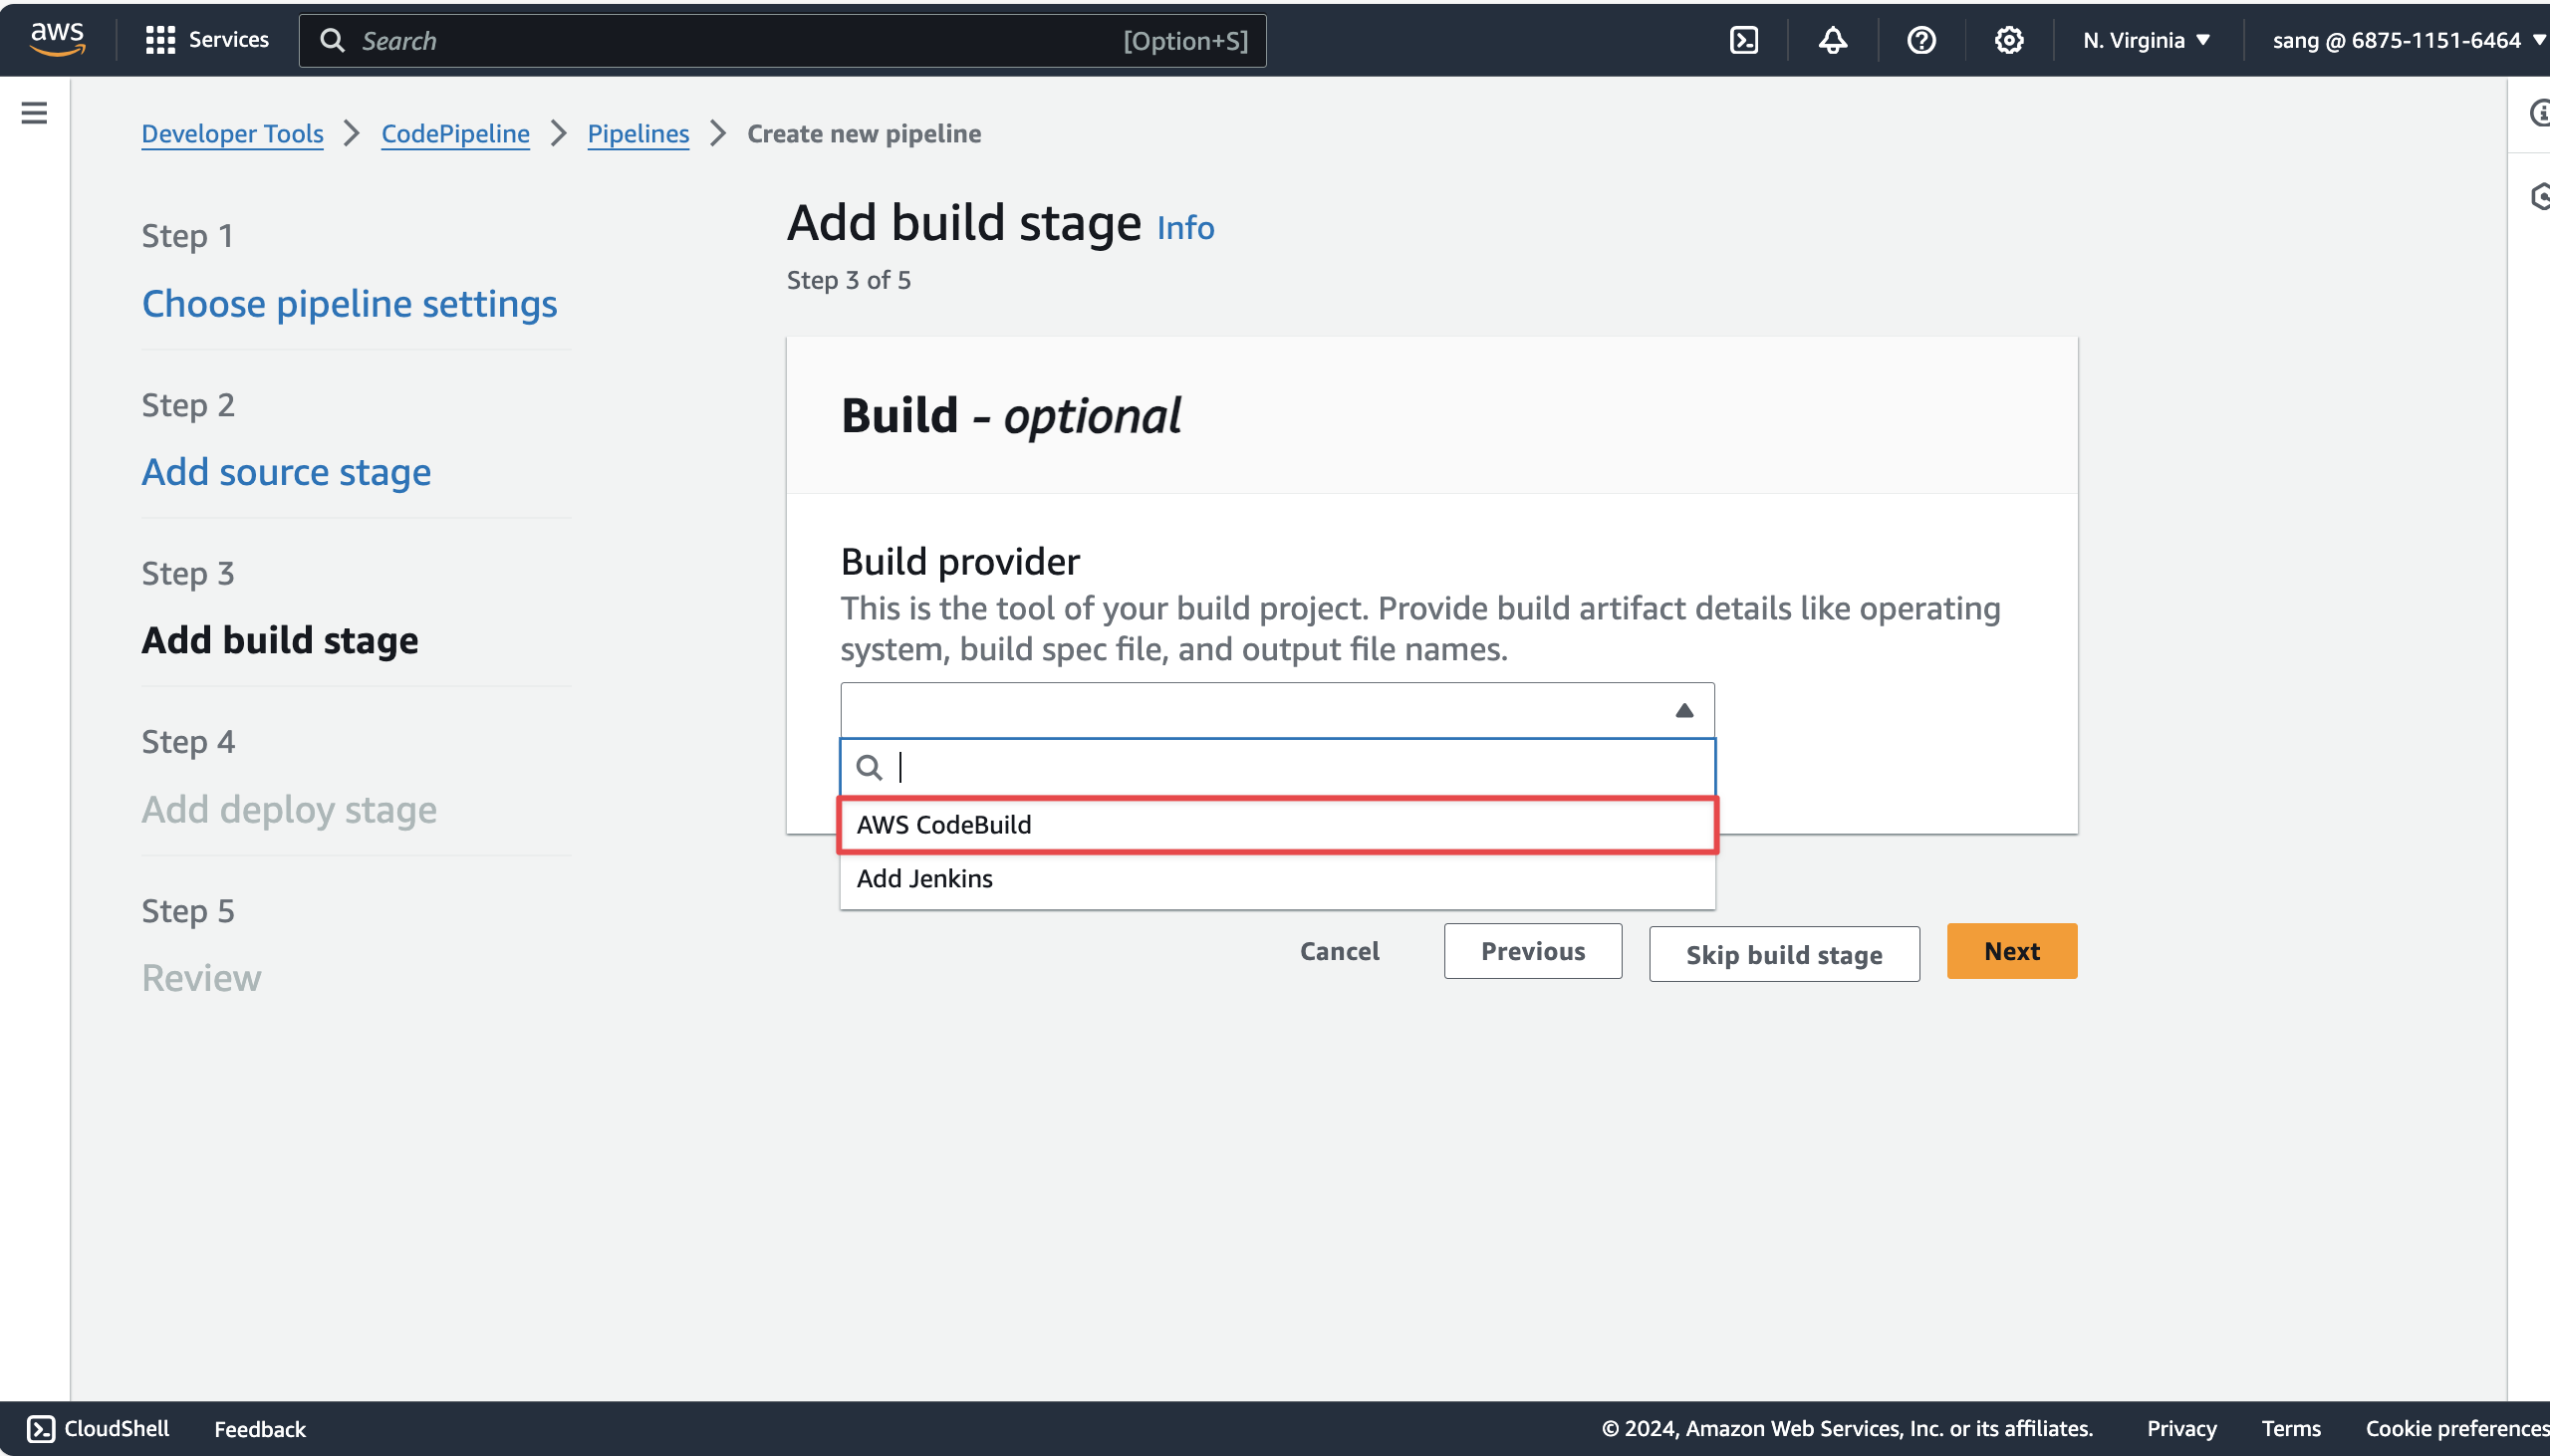 aws
Services
Search
[Option+S]
N. Virginia
sang @ 6875-1151-6464
Developer Tools
CodePipeline
Pipelines
Create new pipeline
Step 1
Choose pipeline settings
Step 2
Add source stage
Step 3
Add build stage
Step 4
Add deploy stage
Step 5
Review
Add build stage Info
Step 3 of 5
Build - optional
Build provider
This is the tool of your build project. Provide build artifact details like operating
system, build spec file, and output file names.
AWS CodeBuild
Add Jenkins
Cancel
Previous
Skip build stage
Next
CloudShell
Feedback
© 2024, Amazon Web Services, Inc. or its affiliates.
Privacy
Terms
Cookie preferences